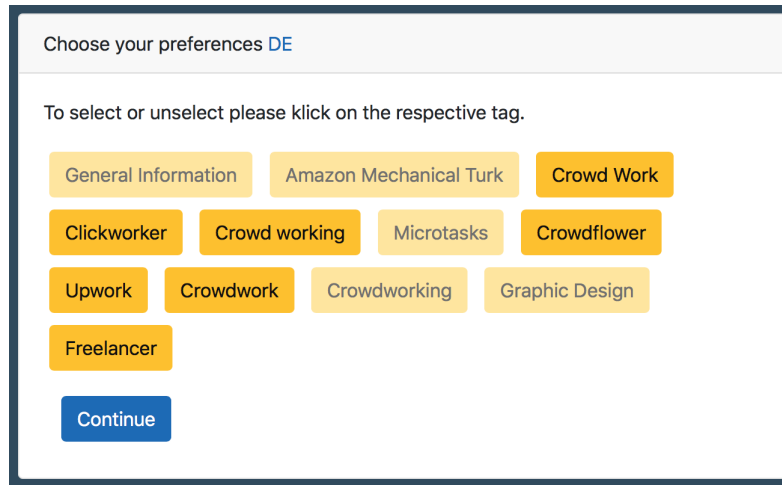 Choose your preferences DE
To select or unselect please klick on the respective tag.
General Information Amazon Mechanical Turk Crowd Work
Clickworker Crowd working Microtasks Crowdflower
Upwork Crowdwork Crowdworking Graphic Design
Freelancer
Continue